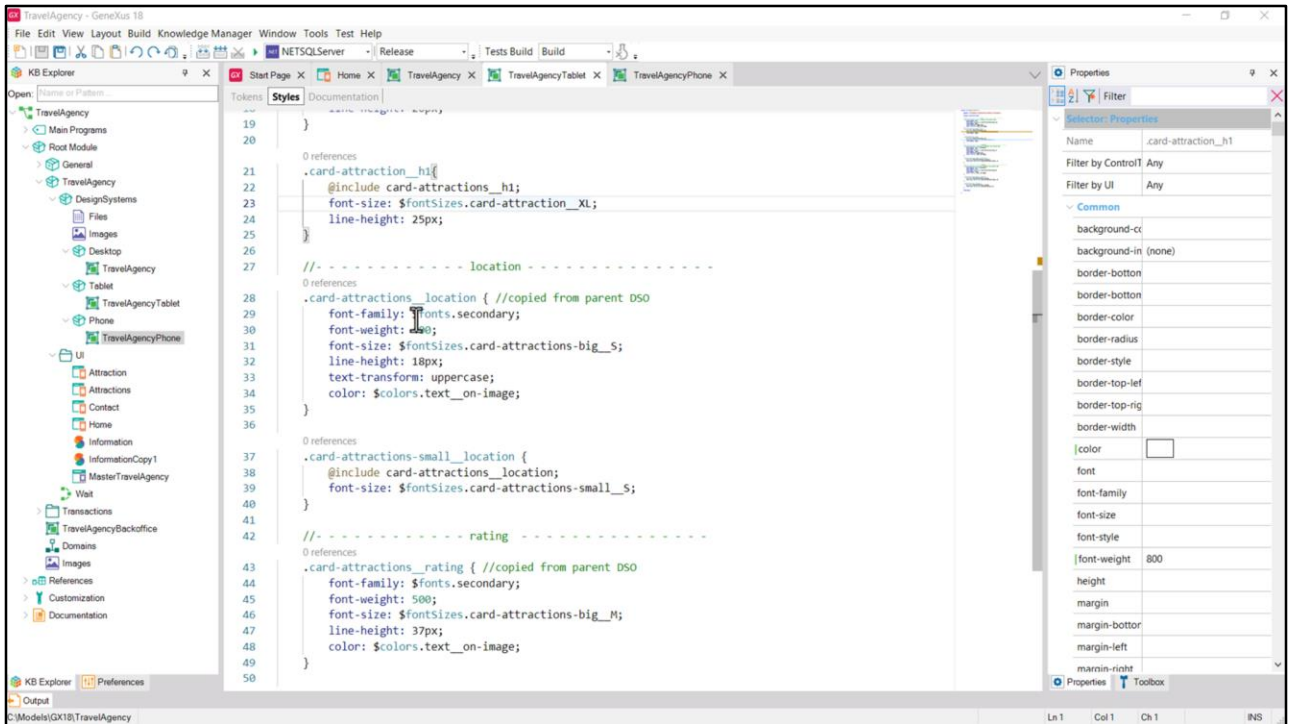 TravelAgency - GeneXus 18
File Edit View Layout Build Knowledge Manager Window Tools Test Help
NETSQLServer Release Tests Build Build
KB Explorer
Open: Name or Pattern...
TravelAgency
Main Programs
Root Module
General
TravelAgency
DesignSystems
Files
Images
Desktop
TravelAgency
Tablet
TravelAgencyTablet
Phone
TravelAgencyPhone
UI
Attraction
Attractions
Contact
Home
Information
InformationCopy1
MasterTravelAgency
Wait
Transactions
TravelAgencyBackoffice
Domains
Images
References
Customization
Documentation
KB Explorer Preferences
Start Page Home TravelAgency TravelAgencyTablet TravelAgencyPhone
Tokens Styles Documentation
19 }
20
0 references
21 .card-attraction__h1{
22 @include card-attractions__h1;
23 font-size: $fontSizes.card-attraction__XL;
24 line-height: 25px;
25 }
26
27 //- - - - - - - - - - - - location - - - - - - - - - - - - - - - -
0 references
28 .card-attractions__location { //copied from parent DSO
29 font-family: fonts.secondary;
30 font-weight:
31 font-size: $fontSizes.card-attractions-big__S;
32 line-height: 18px;
33 text-transform: uppercase;
34 color: $colors.text__on-image;
35 }
36
0 references
37 .card-attractions-small__location {
38 @include card-attractions__location;
39 font-size: $fontSizes.card-attractions-small__S;
40 }
41
42 //- - - - - - - - - - - - rating - - - - - - - - - - - - - - -
0 references
43 .card-attractions__rating { //copied from parent DSO
44 font-family: $fonts.secondary;
45 font-weight: 500;
46 font-size: $fontSizes.card-attractions-big__M;
47 line-height: 37px;
48 color: $colors.text__on-image;
49 }
50
Properties
Filter
Selector: Properties
Name .card-attraction__h1
Filter by ControlT Any
Filter by UI Any
Common
background-co
background-in (none)
border-bottom
border-bottom
border-color
border-radius
border-style
border-top-lef
border-top-rig
border-width
color
font
font-family
font-size
font-style
font-weight 800
height
margin
margin-bottor
margin-left
margin-right
Properties Toolbox
Output
C:\Models\GX18\TravelAgency
Ln 1 Col 1 Ch 1 INS